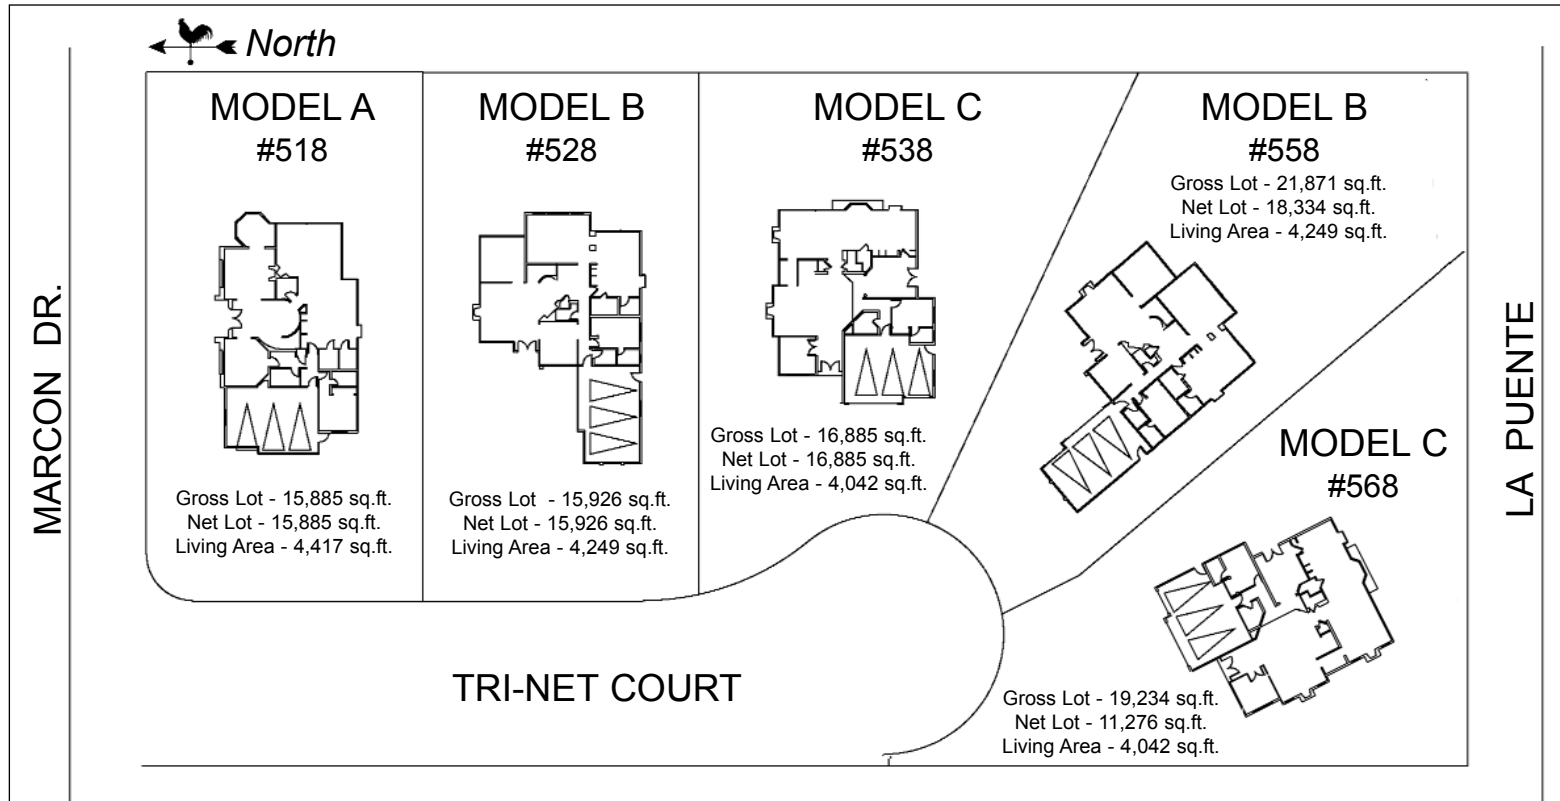 North
MODEL A
#518
Gross Lot - 15,885 sq.ft.
Net Lot - 15,885 sq.ft.
Living Area - 4,417 sq.ft.
MODEL B
#528
Gross Lot - 15,926 sq.ft.
Net Lot - 15,926 sq.ft.
Living Area - 4,249 sq.ft.
MODEL C
#538
Gross Lot - 16,885 sq.ft.
Net Lot - 16,885 sq.ft.
Living Area - 4,042 sq.ft.
MODEL B
#558
Gross Lot - 21,871 sq.ft.
Net Lot - 18,334 sq.ft.
Living Area - 4,249 sq.ft.
MODEL C
#568
Gross Lot - 19,234 sq.ft.
Net Lot - 11,276 sq.ft.
Living Area - 4,042 sq.ft.
MARCON DR.
TRI-NET COURT
LA PUENTE